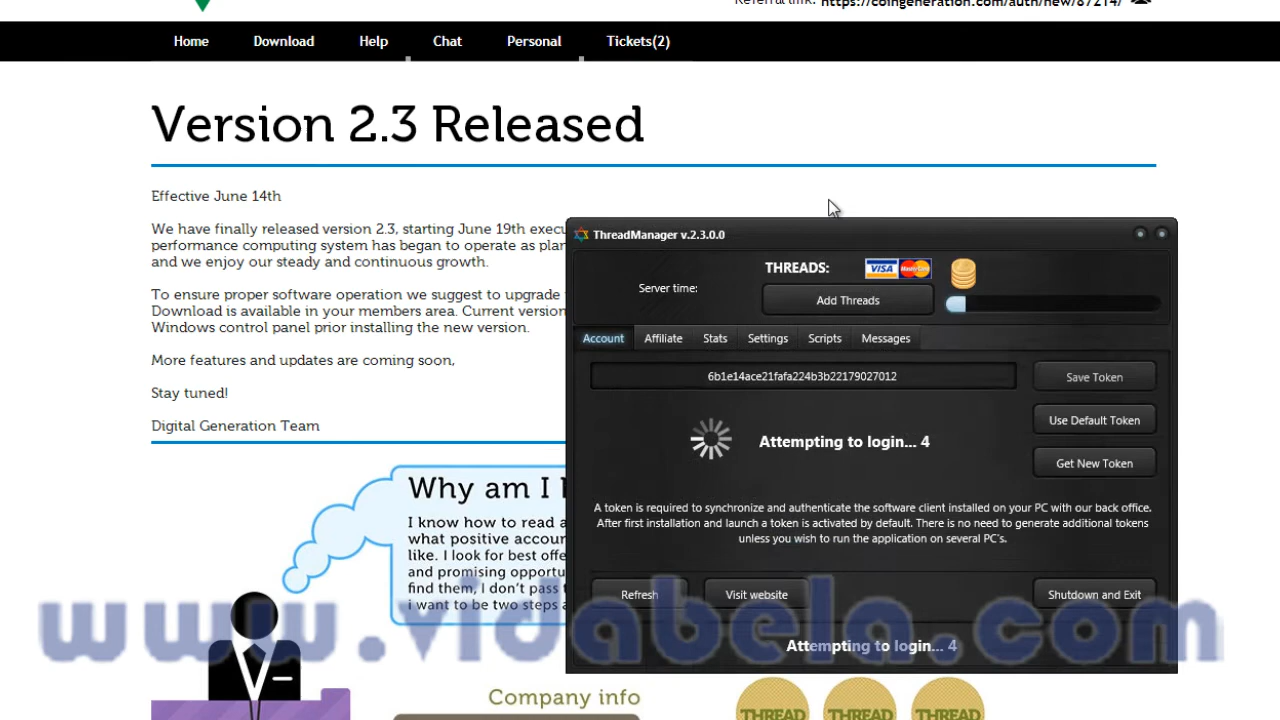 Referral link: https://coingeneration.com/auth/new/87214/
Home Download Help Chat Personal Tickets(2)
Version 2.3 Released
Effective June 14th
We have finally released version 2.3, starting June 19th
performance computing system has began to operate as
and we enjoy our steady and continuous growth.
To ensure proper software operation we suggest to upgrade
Download is available in your members area. Current version
Windows control panel prior installing the new version.
More features and updates are coming soon,
Stay tuned!
Digital Generation Team
Why am I
I know how to read
what positive
like. I look for best
and promising
find them, I don't pass
i want to be two steps
Company info
THREAD THREAD THREAD
ThreadManager v.2.3.0.0
Server time:
THREADS: VISA MasterCard
Add Threads
Account Affiliate Stats Settings Scripts Messages
6b1e14ace21fafa224b3b22179027012
Save Token
Attempting to login... 4
Use Default Token
Get New Token
A token is required to synchronize and authenticate the software client installed on your PC with our back office.
After first installation and launch a token is activated by default. There is no need to generate additional tokens
unless you wish to run the application on several PC's.
Refresh Visit website Shutdown and Exit
Attempting to login... 4
www.vidabela.com